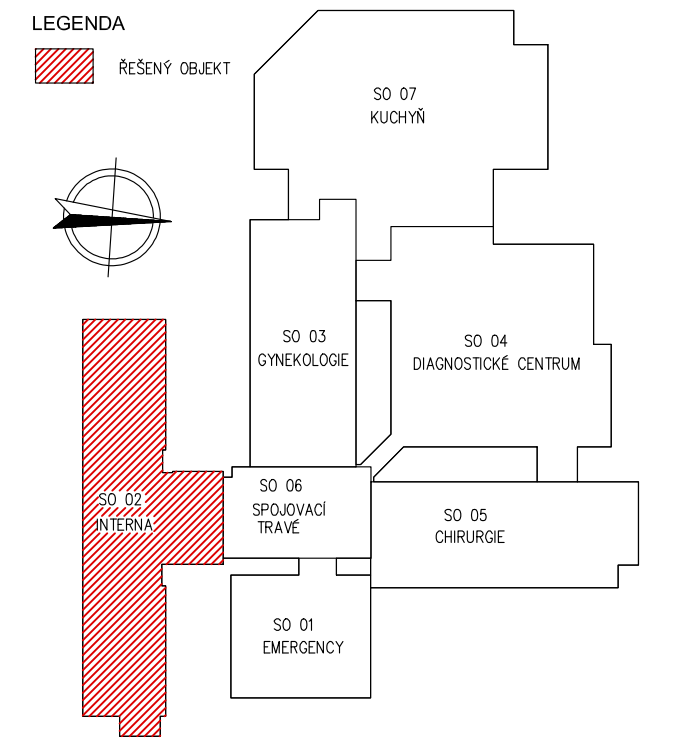 LEGENDA
ŘEŠENÝ OBJEKT
SO 07
KUCHYŇ
SO 03
GYNEKOLOGIE
SO 04
DIAGNOSTICKÉ CENTRUM
SO 02
INTERNA
SO 06
SPOJOVACÍ
TRAVÉ
SO 05
CHIRURGIE
SO 01
EMERGENCY